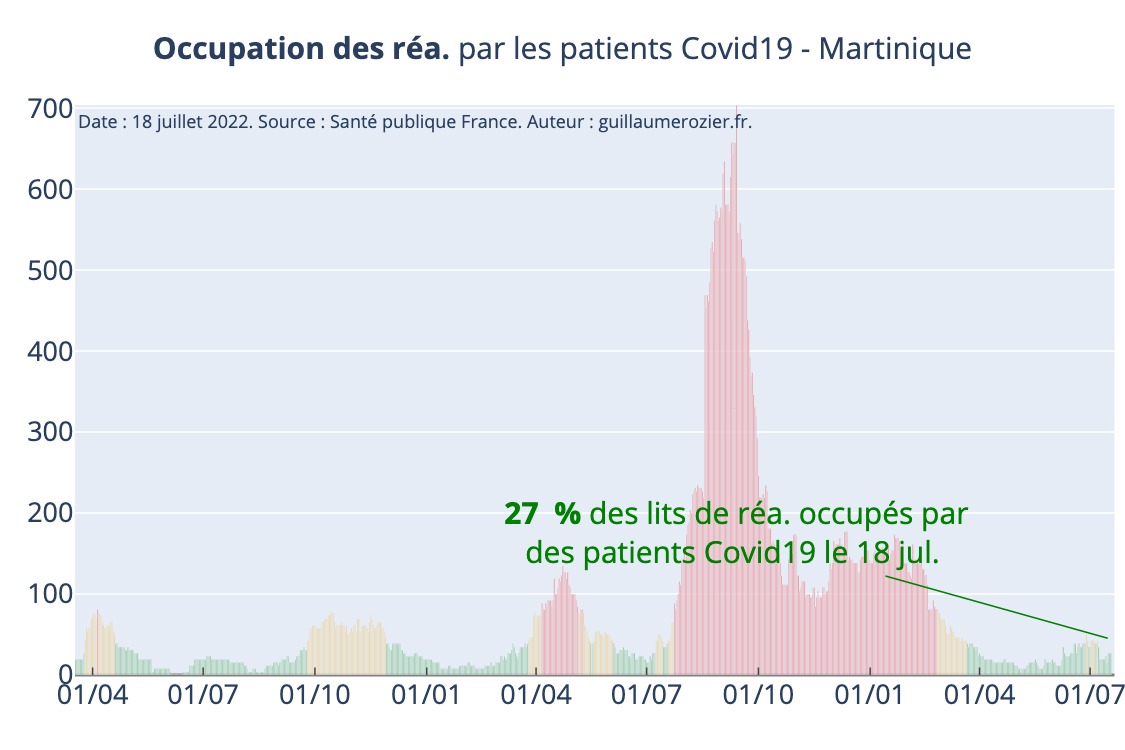 Occupation des réa. par les patients Covid19 - Martinique
700
Date : 18 juillet 2022. Source : Santé publique France. Auteur : guillaumerozier.fr.
600
500
400
300
200
27 % des lits de réa. occupés par
des patients Covid19 le 18 jul.
100
0
01/04 01/07 01/10 01/01 01/04 01/07 01/10 01/01 01/04 01/07